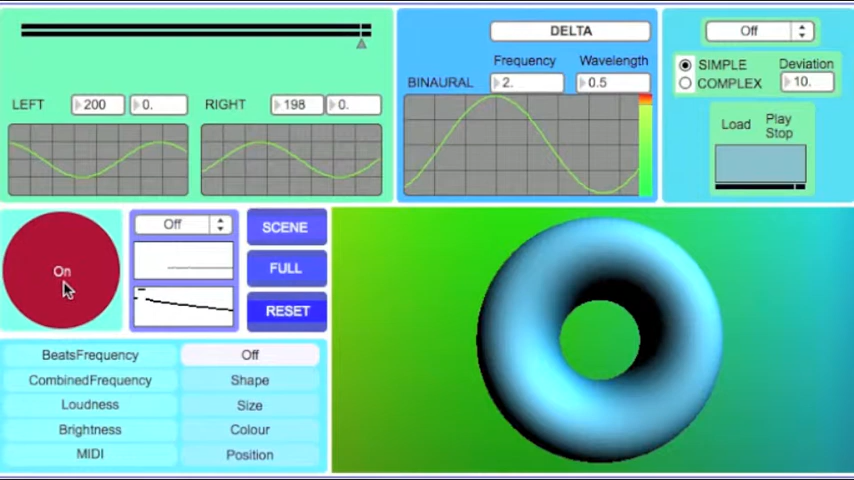 LEFT 200 0. RIGHT 198 0.
DELTA
Frequency Wavelength
BINAURAL 2. 0.5
Off
SIMPLE Deviation
COMPLEX 10.
Load Play
Stop
On
Off
SCENE
FULL
RESET
BeatsFrequency Off
CombinedFrequency Shape
Loudness Size
Brightness Colour
MIDI Position